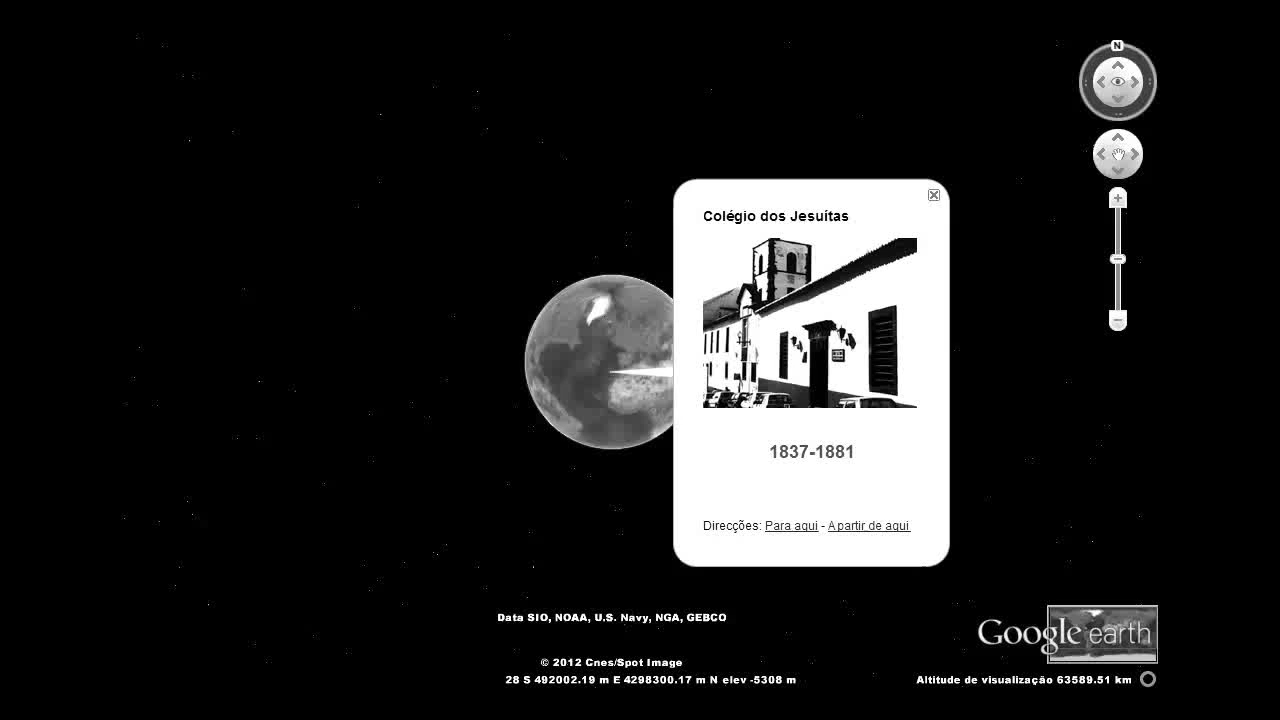 N
Colégio dos Jesuítas
1837-1881
Direcções: Para aqui - A partir de aqui
Data SIO, NOAA, U.S. Navy, NGA, GEBCO
Google earth
© 2012 Cnes/Spot Image
28 S 492002.19 m E 4298300.17 m N elev -5308 m
Altitude de visualização 63589.51 km